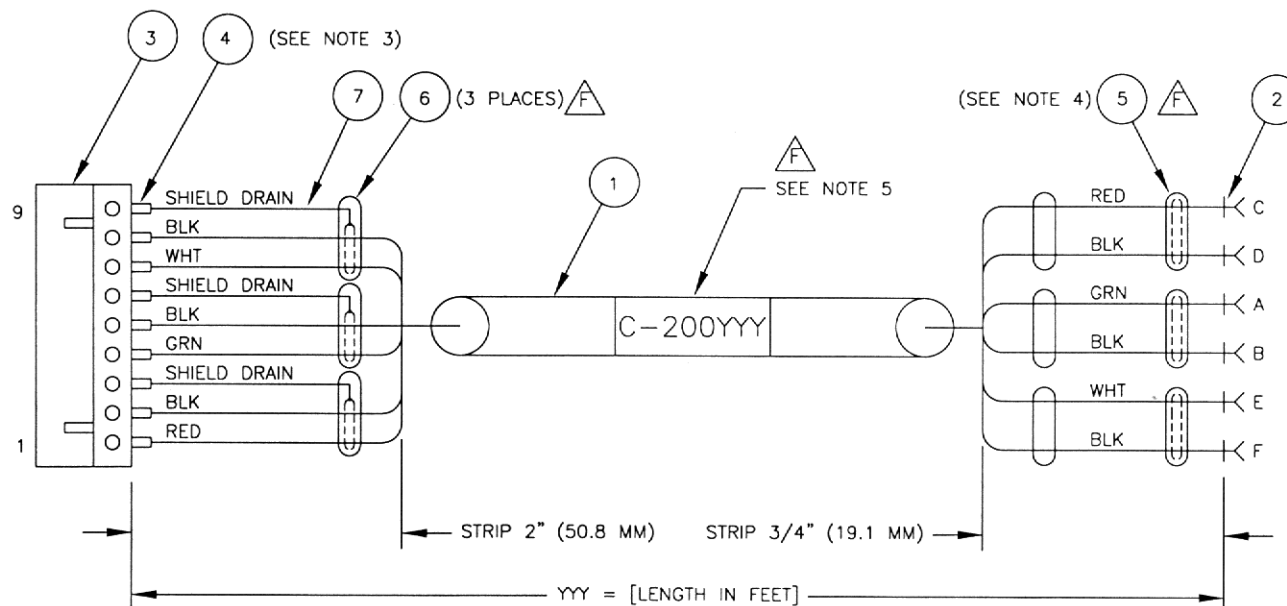 3
4 (SEE NOTE 3)
7
6 (3 PLACES) F
(SEE NOTE 4) 5 F
2
1
F
SEE NOTE 5
9
SHIELD DRAIN
BLK
WHT
SHIELD DRAIN
BLK
GRN
SHIELD DRAIN
BLK
RED
1
C-200YYY
RED C
BLK D
GRN A
BLK B
WHT E
BLK F
STRIP 2" (50.8 MM)
STRIP 3/4" (19.1 MM)
YYY = [LENGTH IN FEET]